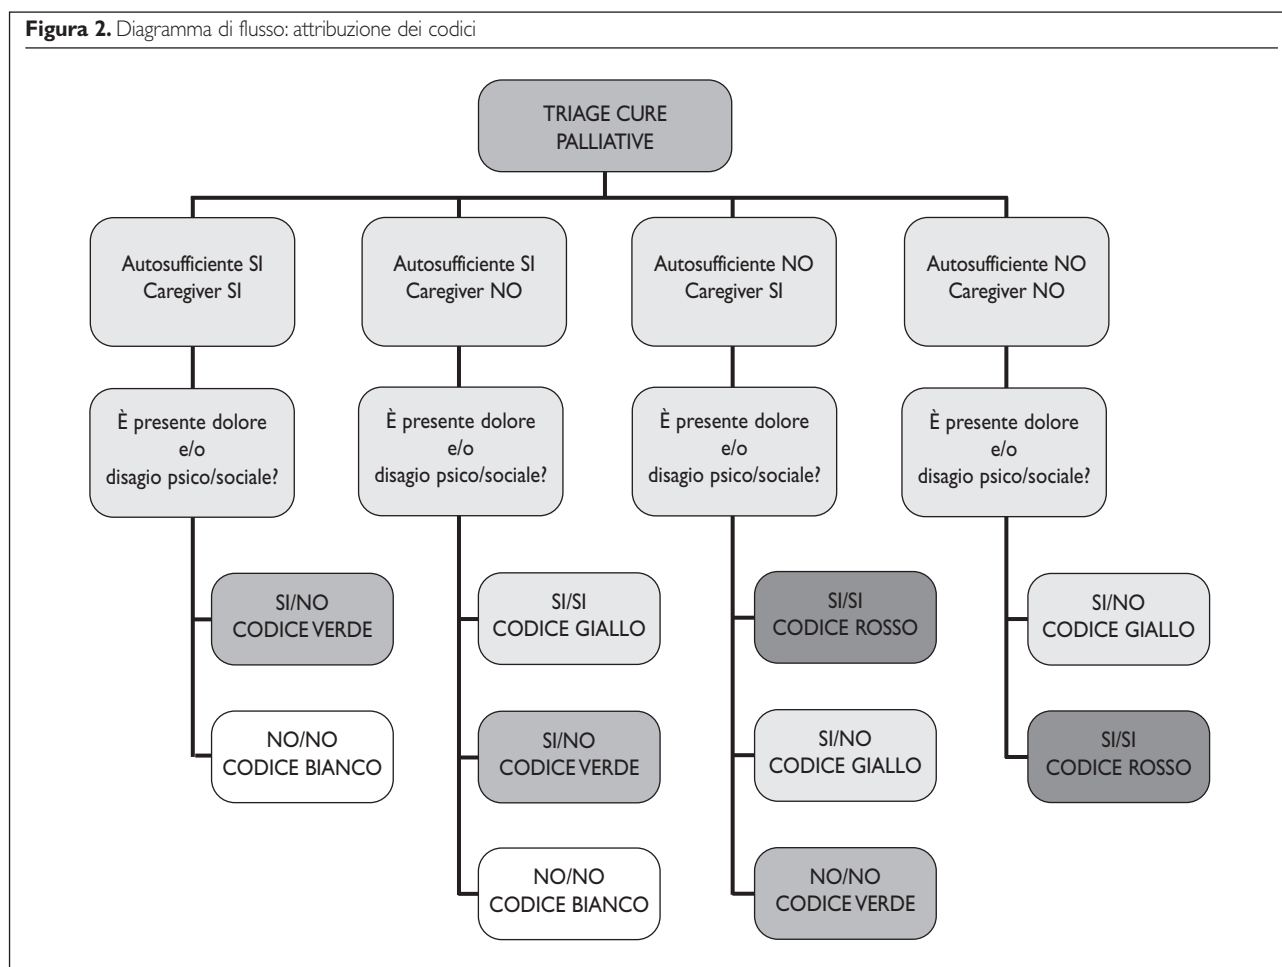 Figura 2. Diagramma di flusso: attribuzione dei codici
TRIAGE CURE
PALLIATIVE
Autosufficiente SI
Caregiver SI
Autosufficiente SI
Caregiver NO
Autosufficiente NO
Caregiver SI
Autosufficiente NO
Caregiver NO
È presente dolore
e/o
disagio psico/sociale?
È presente dolore
e/o
disagio psico/sociale?
È presente dolore
e/o
disagio psico/sociale?
È presente dolore
e/o
disagio psico/sociale?
SI/NO
CODICE VERDE
SI/SI
CODICE GIALLO
SI/SI
CODICE ROSSO
SI/NO
CODICE GIALLO
NO/NO
CODICE BIANCO
SI/NO
CODICE VERDE
SI/NO
CODICE GIALLO
SI/SI
CODICE ROSSO
NO/NO
CODICE BIANCO
NO/NO
CODICE VERDE